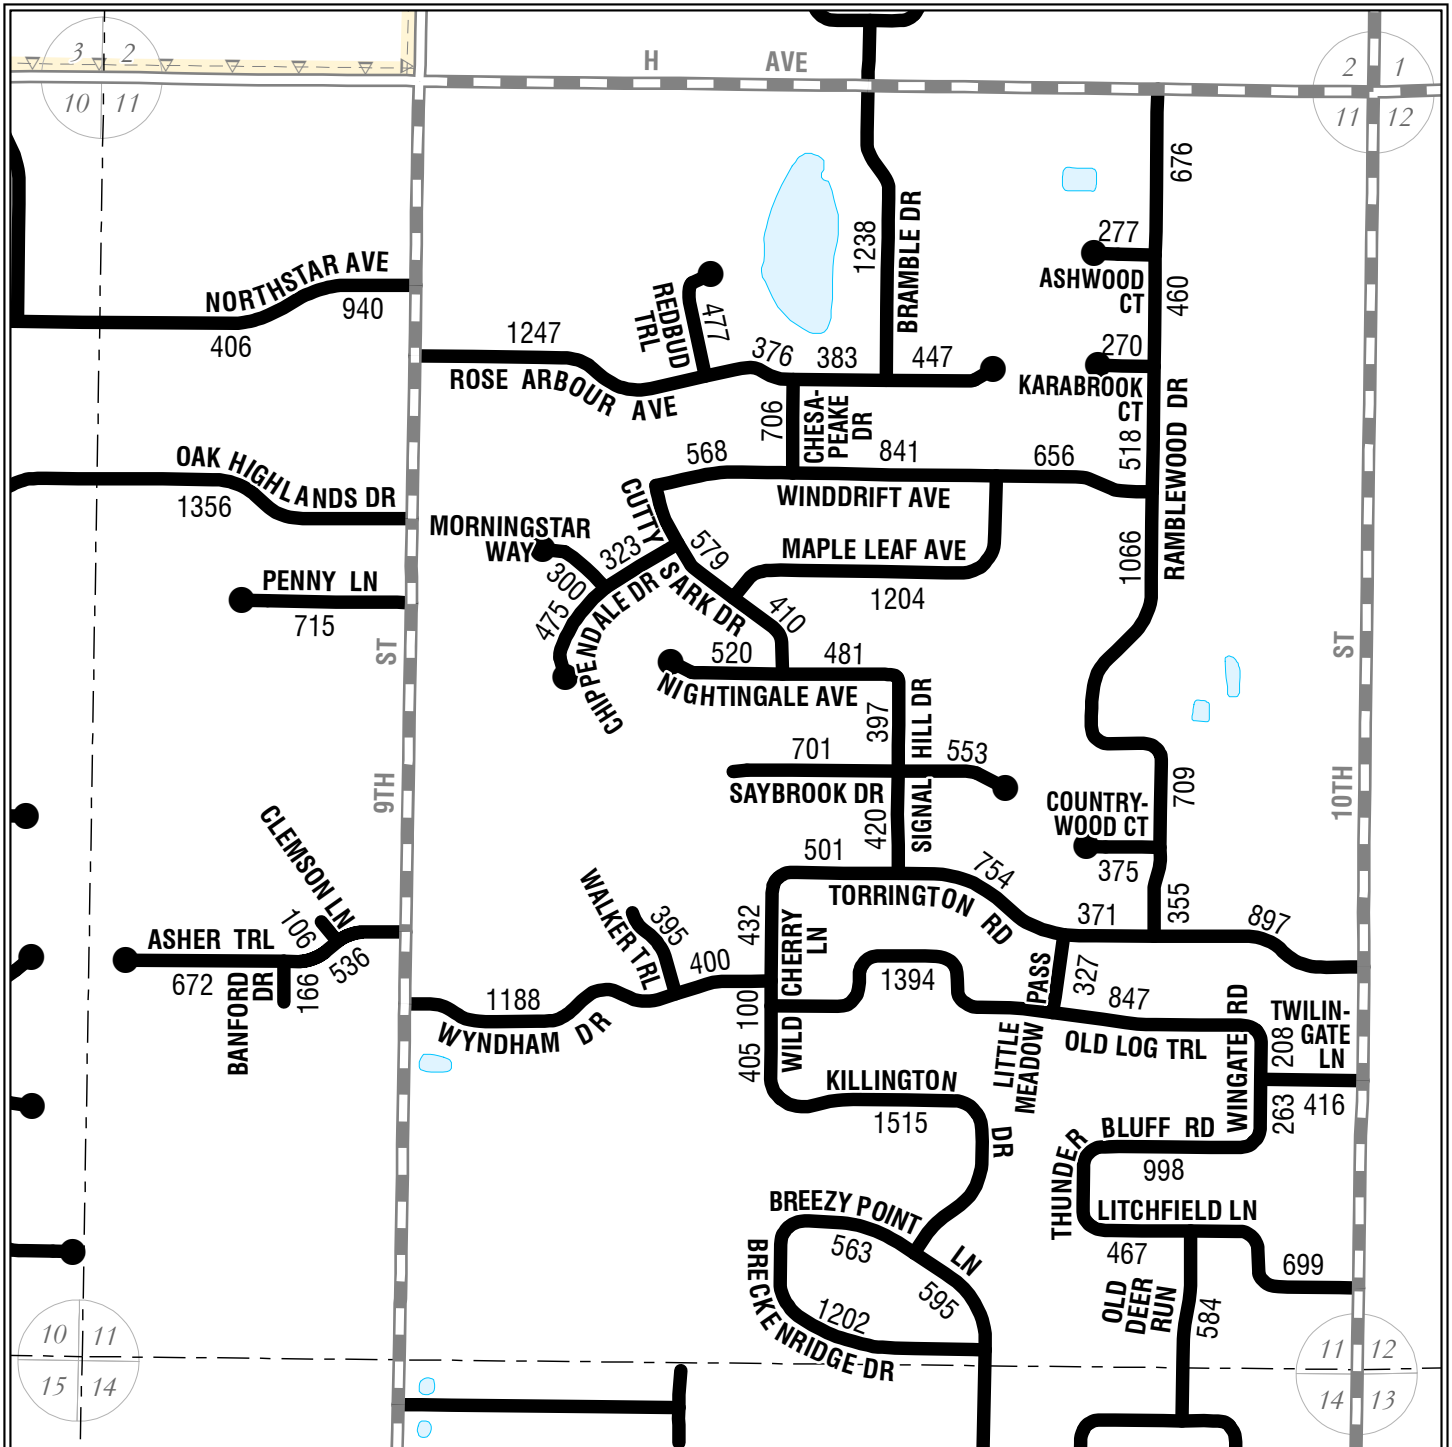 3 2
10 11
H AVE
2 1
11 12
676
277
ASHWOOD
CT
460
1238
BRAMBLE DR
NORTHSTAR AVE
940
406
REDBUD
TRL
477
1247
376
383
447
ROSE ARBOUR AVE
270
KARABROOK
CT
518
RAMBLEWOOD DR
706
CHESA-
PEAKE
DR
568
841
656
WINDDRIFT AVE
OAK HIGHLANDS DR
1356
CUTTY SARK DR
579
410
MORNINGSTAR
WAY
323
300
475
CHIPPENDALE DR
MAPLE LEAF AVE
1204
1066
PENNY LN
715
9TH ST
10TH ST
520
481
NIGHTINGALE AVE
397
SIGNAL HILL DR
701
553
SAYBROOK DR
420
709
COUNTRY-
WOOD CT
375
355
CLEMSON LN
106
ASHER TRL
672
BANFORD
DR
166
536
501
754
TORRINGTON RD
371
897
WALKER TRL
395
400
432
WILD CHERRY
LN
100
405
1188
WYNDHAM DR
1394
LITTLE
MEADOW PASS
327
847
OLD LOG TRL
WINGATE RD
208
TWILIN-
GATE
LN
263
416
KILLINGTON DR
1515
THUNDER BLUFF RD
998
LITCHFIELD LN
467
699
OLD
DEER
RUN
584
BREEZY POINT LN
563
595
BRECKENRIDGE DR
1202
10 11
15 14
11 12
14 13